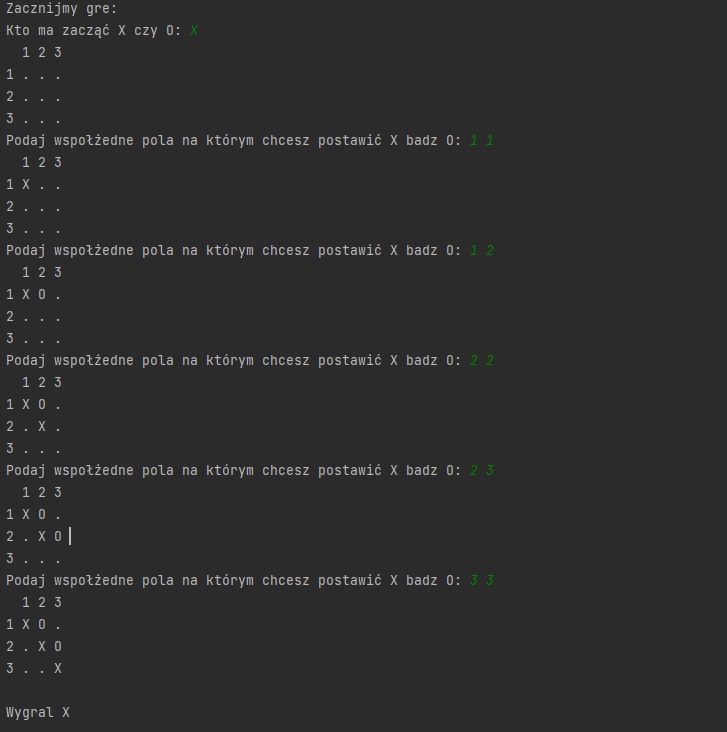 Zacznijmy gre:
Kto ma zacząć X czy O: X
  1 2 3
1 . . .
2 . . .
3 . . .
Podaj wspołżedne pola na którym chcesz postawić X badz O: 1 1
  1 2 3
1 X . .
2 . . .
3 . . .
Podaj wspołżedne pola na którym chcesz postawić X badz O: 1 2
  1 2 3
1 X O .
2 . . .
3 . . .
Podaj wspołżedne pola na którym chcesz postawić X badz O: 2 2
  1 2 3
1 X O .
2 . X .
3 . . .
Podaj wspołżedne pola na którym chcesz postawić X badz O: 2 3
  1 2 3
1 X O .
2 . X O
3 . . .
Podaj wspołżedne pola na którym chcesz postawić X badz O: 3 3
  1 2 3
1 X O .
2 . X O
3 . . X
Wygral X